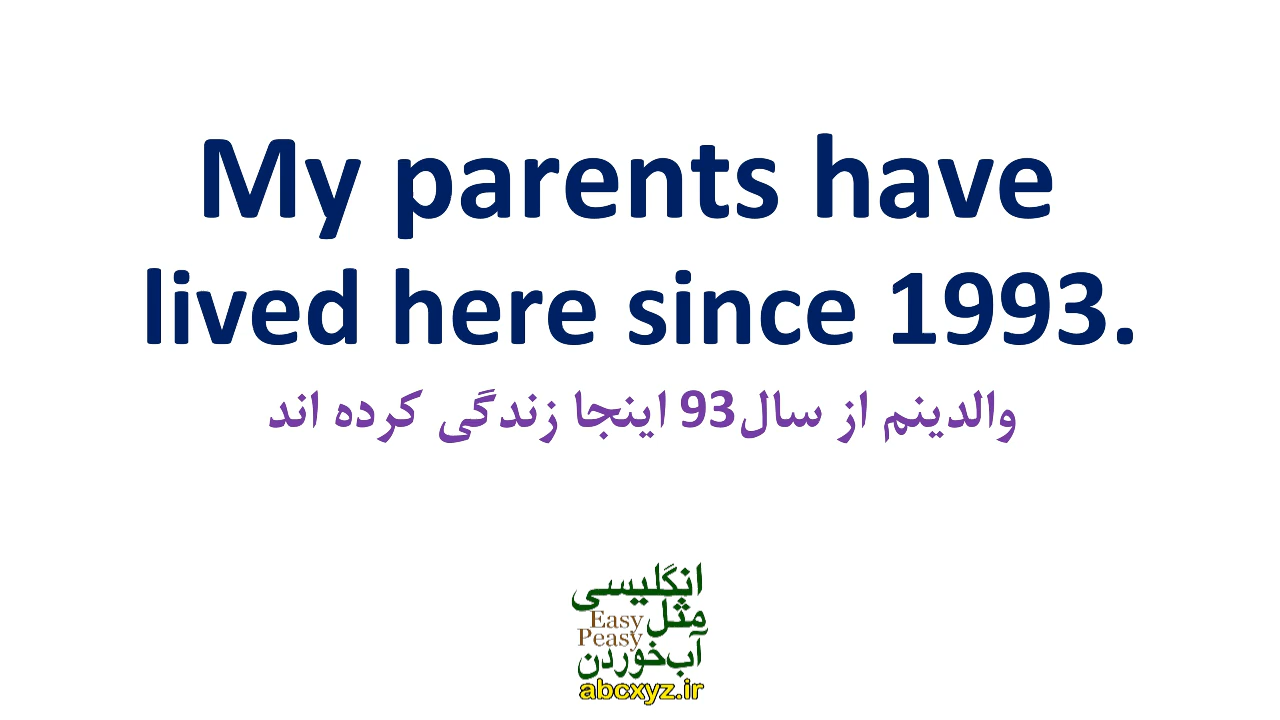 My parents have
lived here since 1993.
والدینم از سال93 اینجا زندگی کرده اند
انگلیسی
مثل
Easy
Peasy
آب‌خوردن
abcxyz.ir